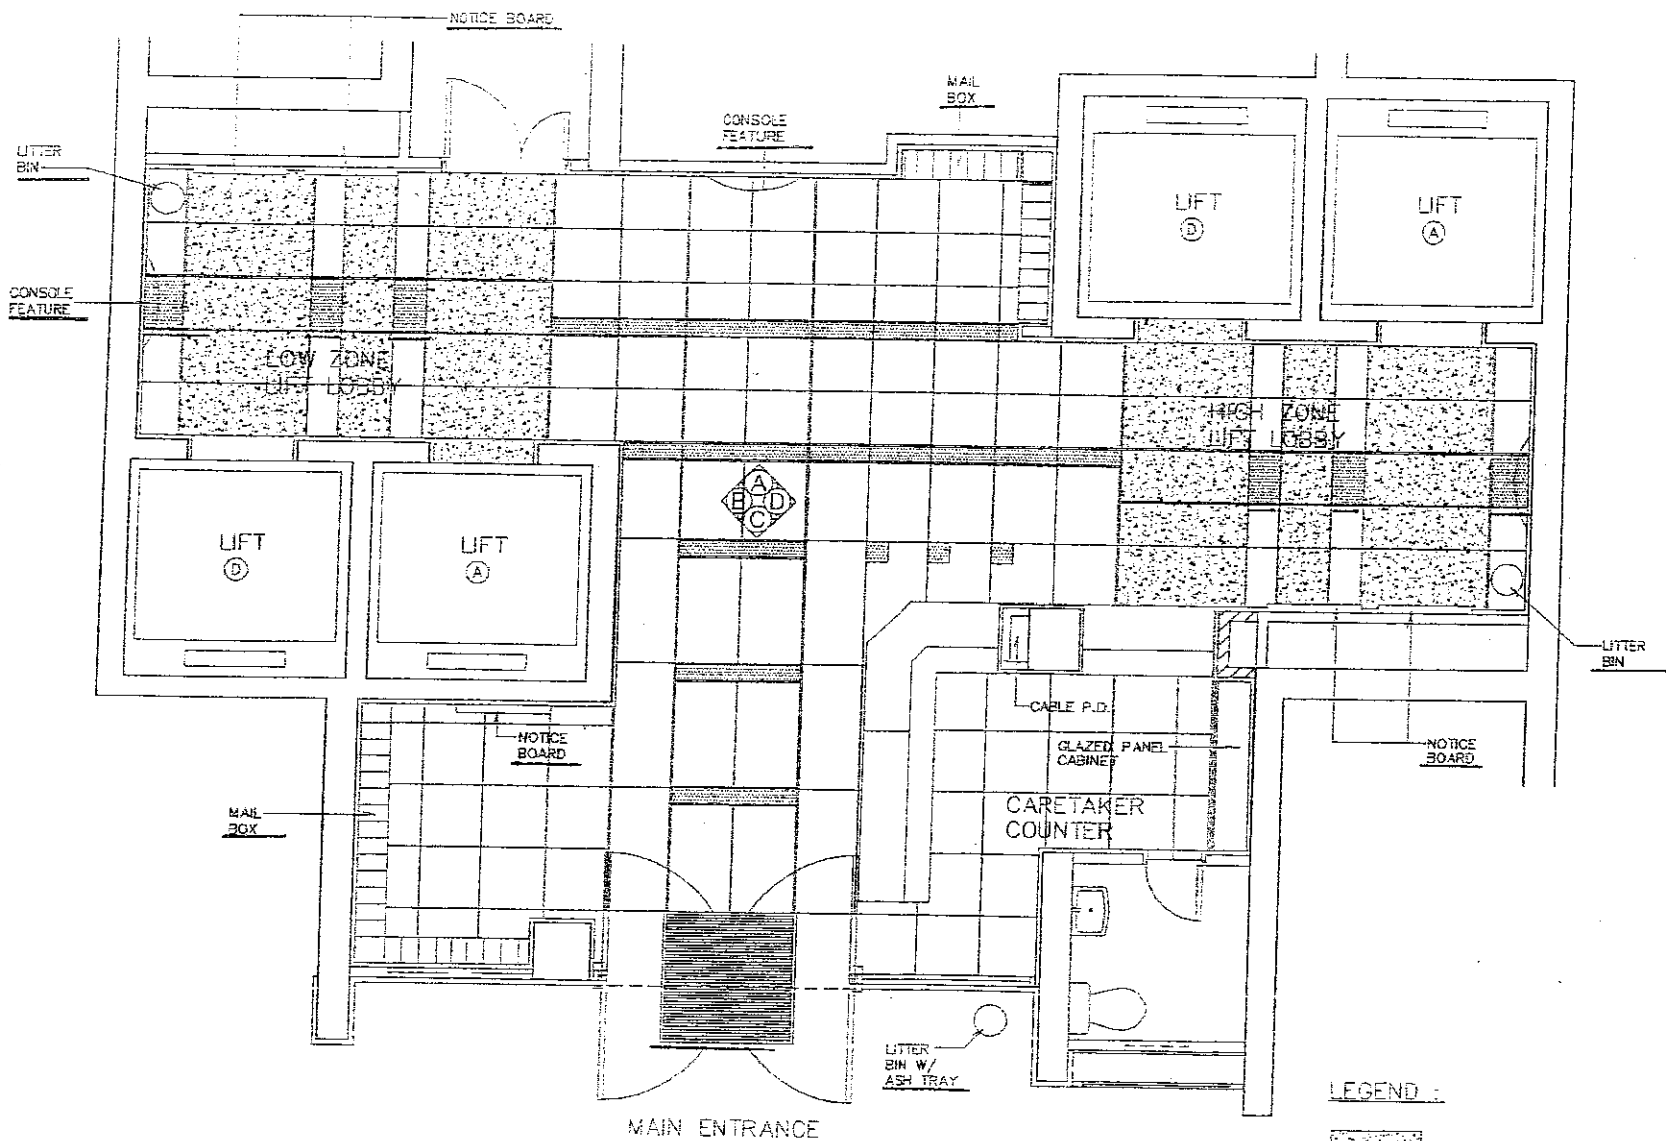 NOTICE BOARD
MAIL
BOX
CONSOLE
FEATURE
LITTER
BIN
LIFT
D
LIFT
A
CONSOLE
FEATURE
LOW ZONE
LIFT LOBBY
HIGH ZONE
LIFT LOBBY
A
B D
C
LIFT
D
LIFT
A
LITTER
BIN
CABLE P.D.
NOTICE
BOARD
GLAZED PANEL
CABINET
NOTICE
BOARD
MAIL
BOX
CARETAKER
COUNTER
LITTER
BIN W/
ASH TRAY
LEGEND :
MAIN ENTRANCE